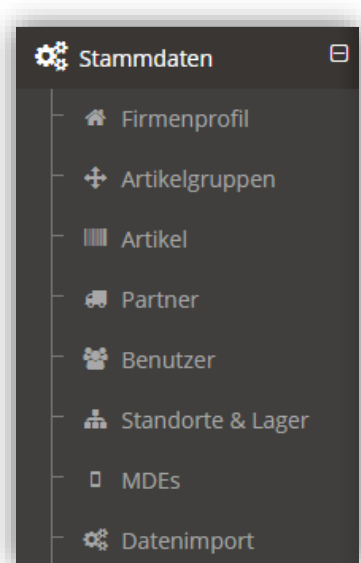 Stammdaten
Firmenprofil
Artikelgruppen
Artikel
Partner
Benutzer
Standorte & Lager
MDEs
Datenimport